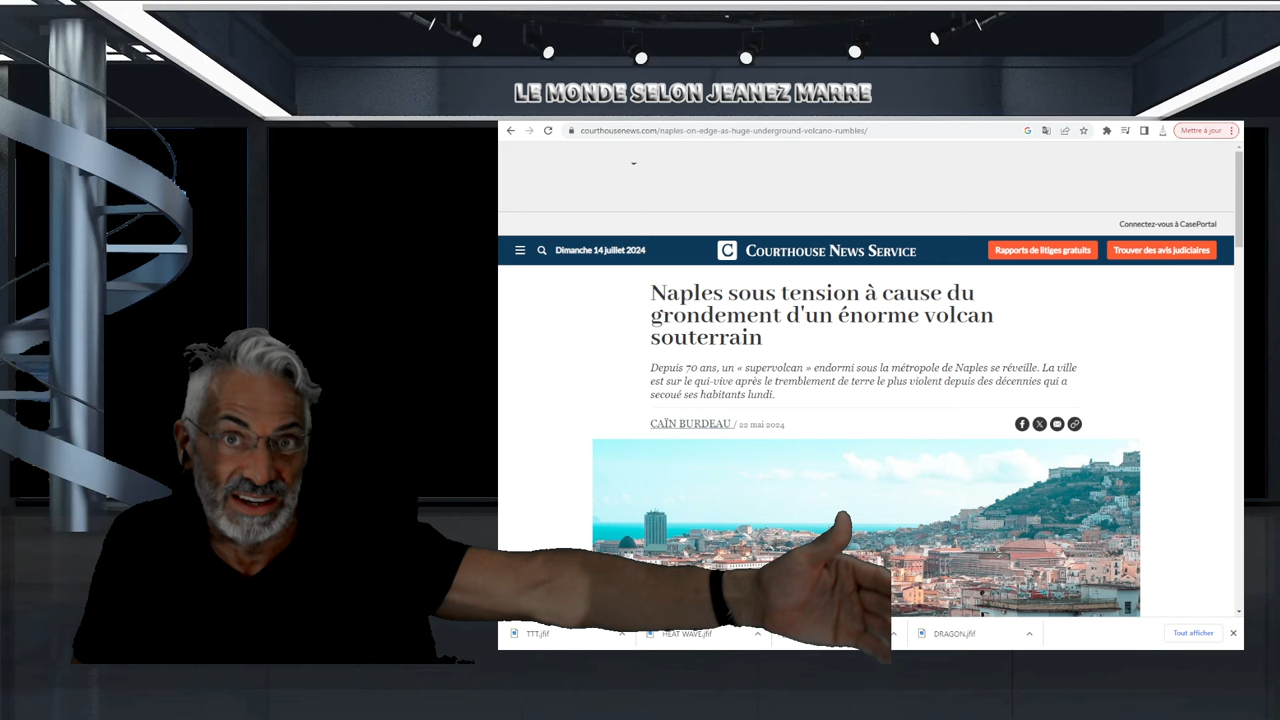 LE MONDE SELON JEANEZ MARRE
courthousenews.com/naples-on-edge-as-huge-underground-volcano-rumbles/
Mettre à jour
Connectez-vous à CasePortal
Dimanche 14 juillet 2024
C COURTHOUSE NEWS SERVICE
Rapports de litiges gratuits
Trouver des avis judiciaires
Naples sous tension à cause du
grondement d'un énorme volcan
souterrain
Depuis 70 ans, un « supervolcan » endormi sous la métropole de Naples se réveille. La ville
est sur le qui-vive après le tremblement de terre le plus violent depuis des décennies qui a
secoué ses habitants lundi.
CAÏN BURDEAU / 22 mai 2024
TTT.jfif
HEAT WAVE.jfif
DRAGON.jfif
Tout afficher